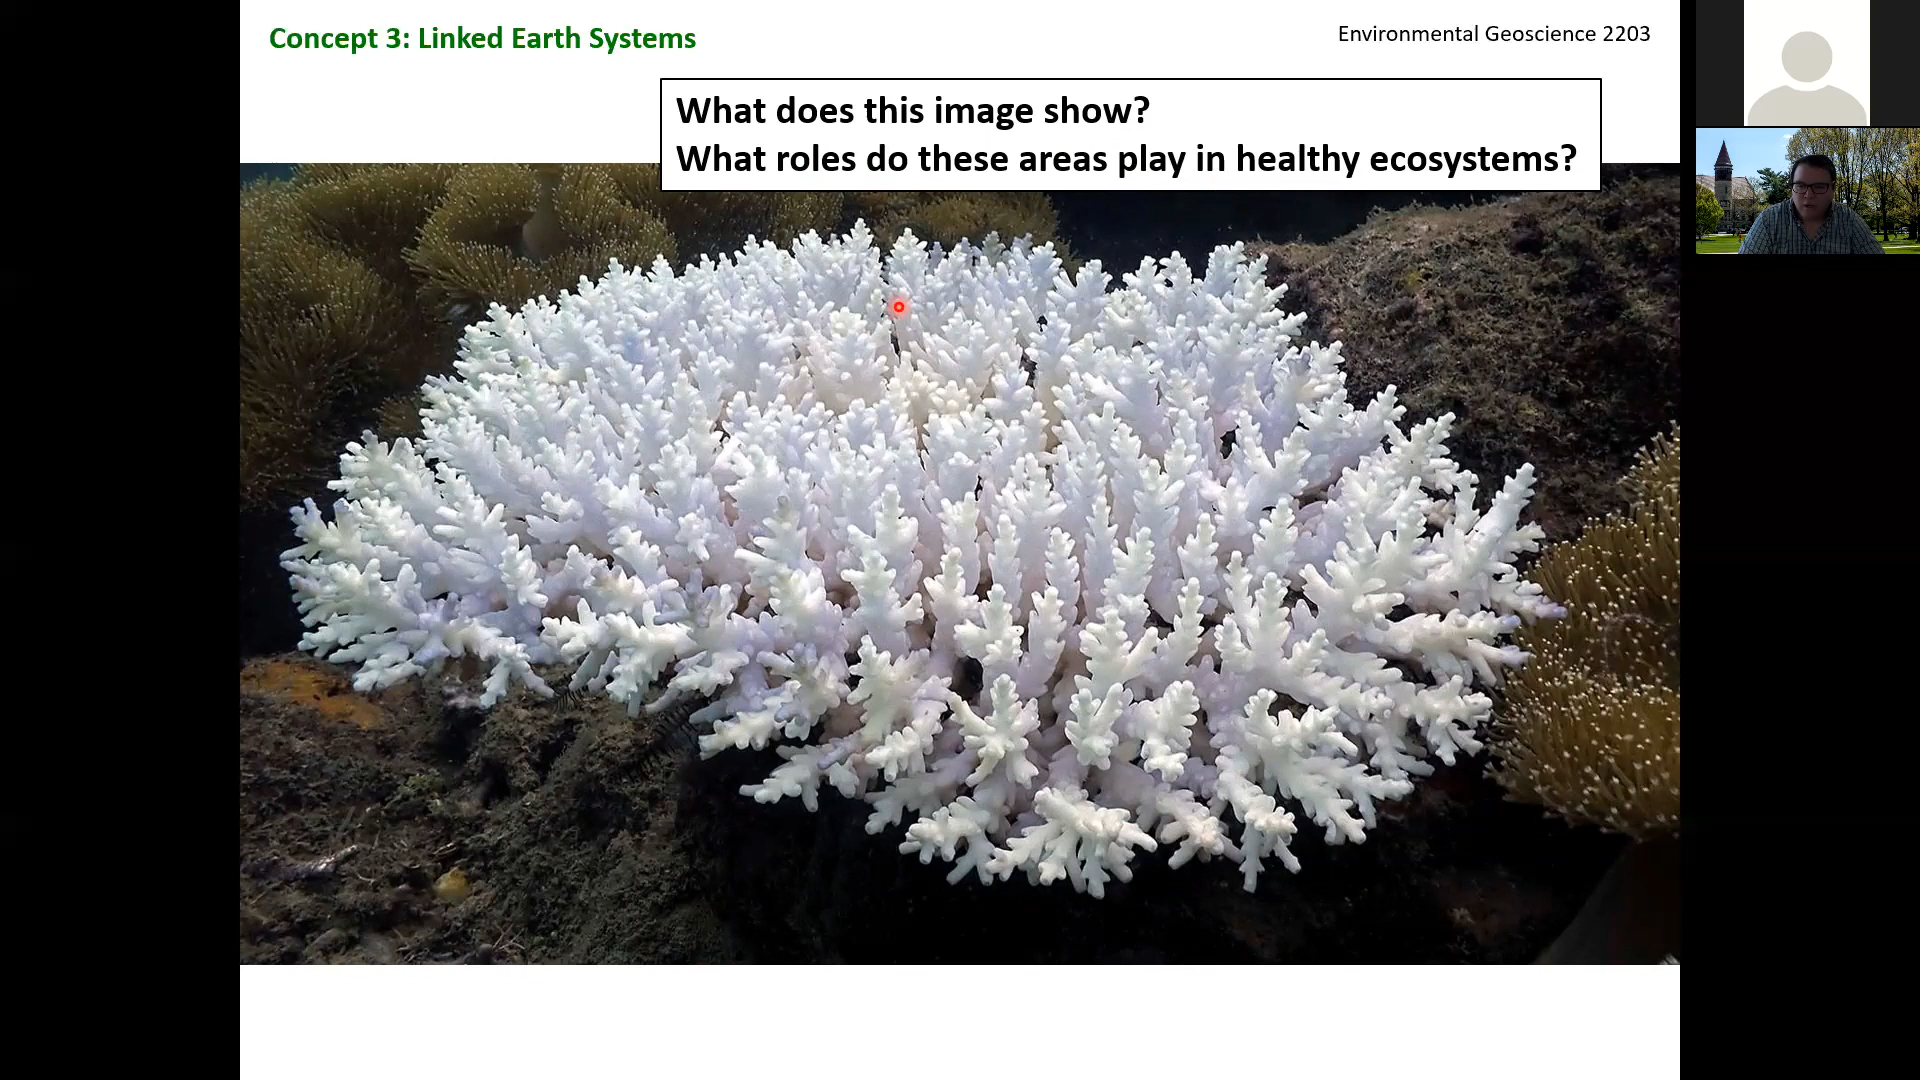 Concept 3: Linked Earth Systems
Environmental Geoscience 2203
What does this image show?
What roles do these areas play in healthy ecosystems?